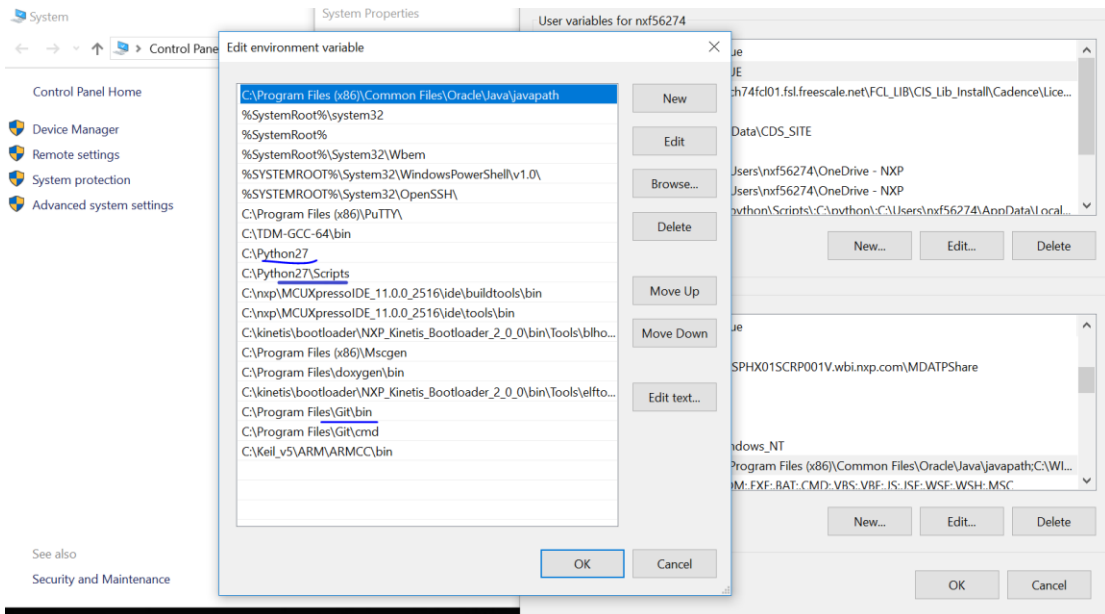 System
Control Pane
Control Panel Home
Device Manager
Remote settings
System protection
Advanced system settings
See also
Security and Maintenance
System Properties
Edit environment variable
C:\Program Files (x86)\Common Files\Oracle\Java\javapath
%SystemRoot%\system32
%SystemRoot%
%SystemRoot%\System32\Wbem
%SYSTEMROOT%\System32\WindowsPowerShell\v1.0\
%SYSTEMROOT%\System32\OpenSSH\
C:\Program Files (x86)\PuTTY\
C:\TDM-GCC-64\bin
C:\Python27
C:\Python27\Scripts
C:\nxp\MCUXpressoIDE_11.0.0_2516\ide\buildtools\bin
C:\nxp\MCUXpressoIDE_11.0.0_2516\ide\tools\bin
C:\kinetis\bootloader\NXP_Kinetis_Bootloader_2_0_0\bin\Tools\blho...
C:\Program Files (x86)\Mscgen
C:\Program Files\doxygen\bin
C:\kinetis\bootloader\NXP_Kinetis_Bootloader_2_0_0\bin\Tools\elfto...
C:\Program Files\Git\bin
C:\Program Files\Git\cmd
C:\Keil_v5\ARM\ARMCC\bin
New
Edit
Browse...
Delete
Move Up
Move Down
Edit text...
OK
Cancel
User variables for nxf56274
ue
UE
ch74fcl01.fsl.freescale.net\FCL_LIB\CIS_Lib_Install\Cadence\Lice...
Data\CDS_SITE
Users\nxf56274\OneDrive - NXP
Users\nxf56274\OneDrive - NXP
python\Scripts\;C:\python\;C:\Users\nxf56274\AppData\Local...
New...
Edit...
Delete
ue
SPHX01SCRP001V.wbi.nxp.com\MDATPShare
ndows_NT
Program Files (x86)\Common Files\Oracle\Java\javapath;C:\WI...
OM;.EXE;.BAT;.CMD;.VBS;.VBE;.JS;.JSE;.WSF;.WSH;.MSC
New...
Edit...
Delete
OK
Cancel